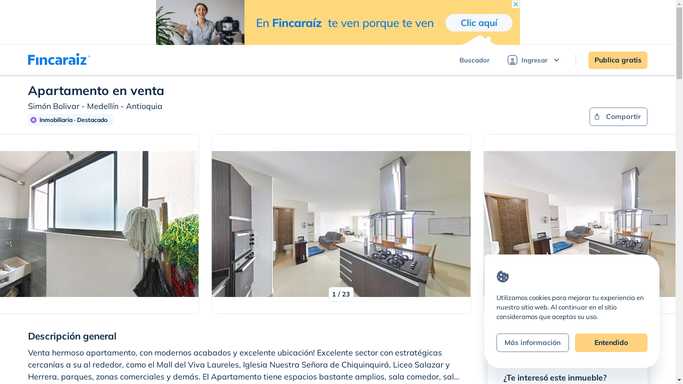 En Fincaraíz te ven porque te ven
Clic aquí
Fincaraiz
Buscador
Ingresar
Publica gratis
Apartamento en venta
Simón Bolivar - Medellín - Antioquia
Inmobiliaria · Destacado
Compartir
1 / 23
Utilizamos cookies para mejorar tu experiencia en
nuestro sitio web. Al continuar en el sitio
consideramos que aceptas su uso.
Más información
Entendido
Descripción general
Venta hermoso apartamento, con modernos acabados y excelente ubicación! Excelente sector con estratégicas
cercanías a su al rededor, como el Moll del Viva Laureles, Iglesia Nuestra Señora de Chiquinquirá, Liceo Salazar y
Herrera, parques, zonas comerciales y demás. El Apartamento tiene espacios bastante amplios, sala comedor, sal...
¿Te interesó este inmueble?